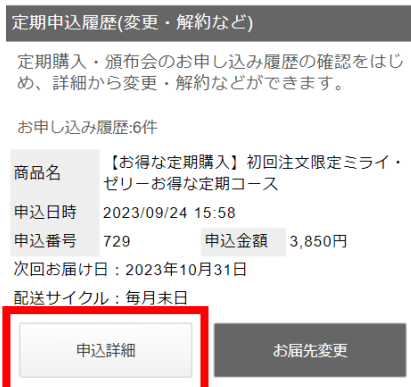 定期申込履歴(変更・解約など)
定期購入・頒布会のお申し込み履歴の確認をはじ
め、詳細から変更・解約などができます。
お申し込み履歴:6件
商品名
【お得な定期購入】初回注文限定ミライ・
ゼリーお得な定期コース
申込日時 2023/09/24 15:58
申込番号 729 申込金額 3,850円
次回お届け日：2023年10月31日
配送サイクル：毎月末日
申込詳細 お届先変更